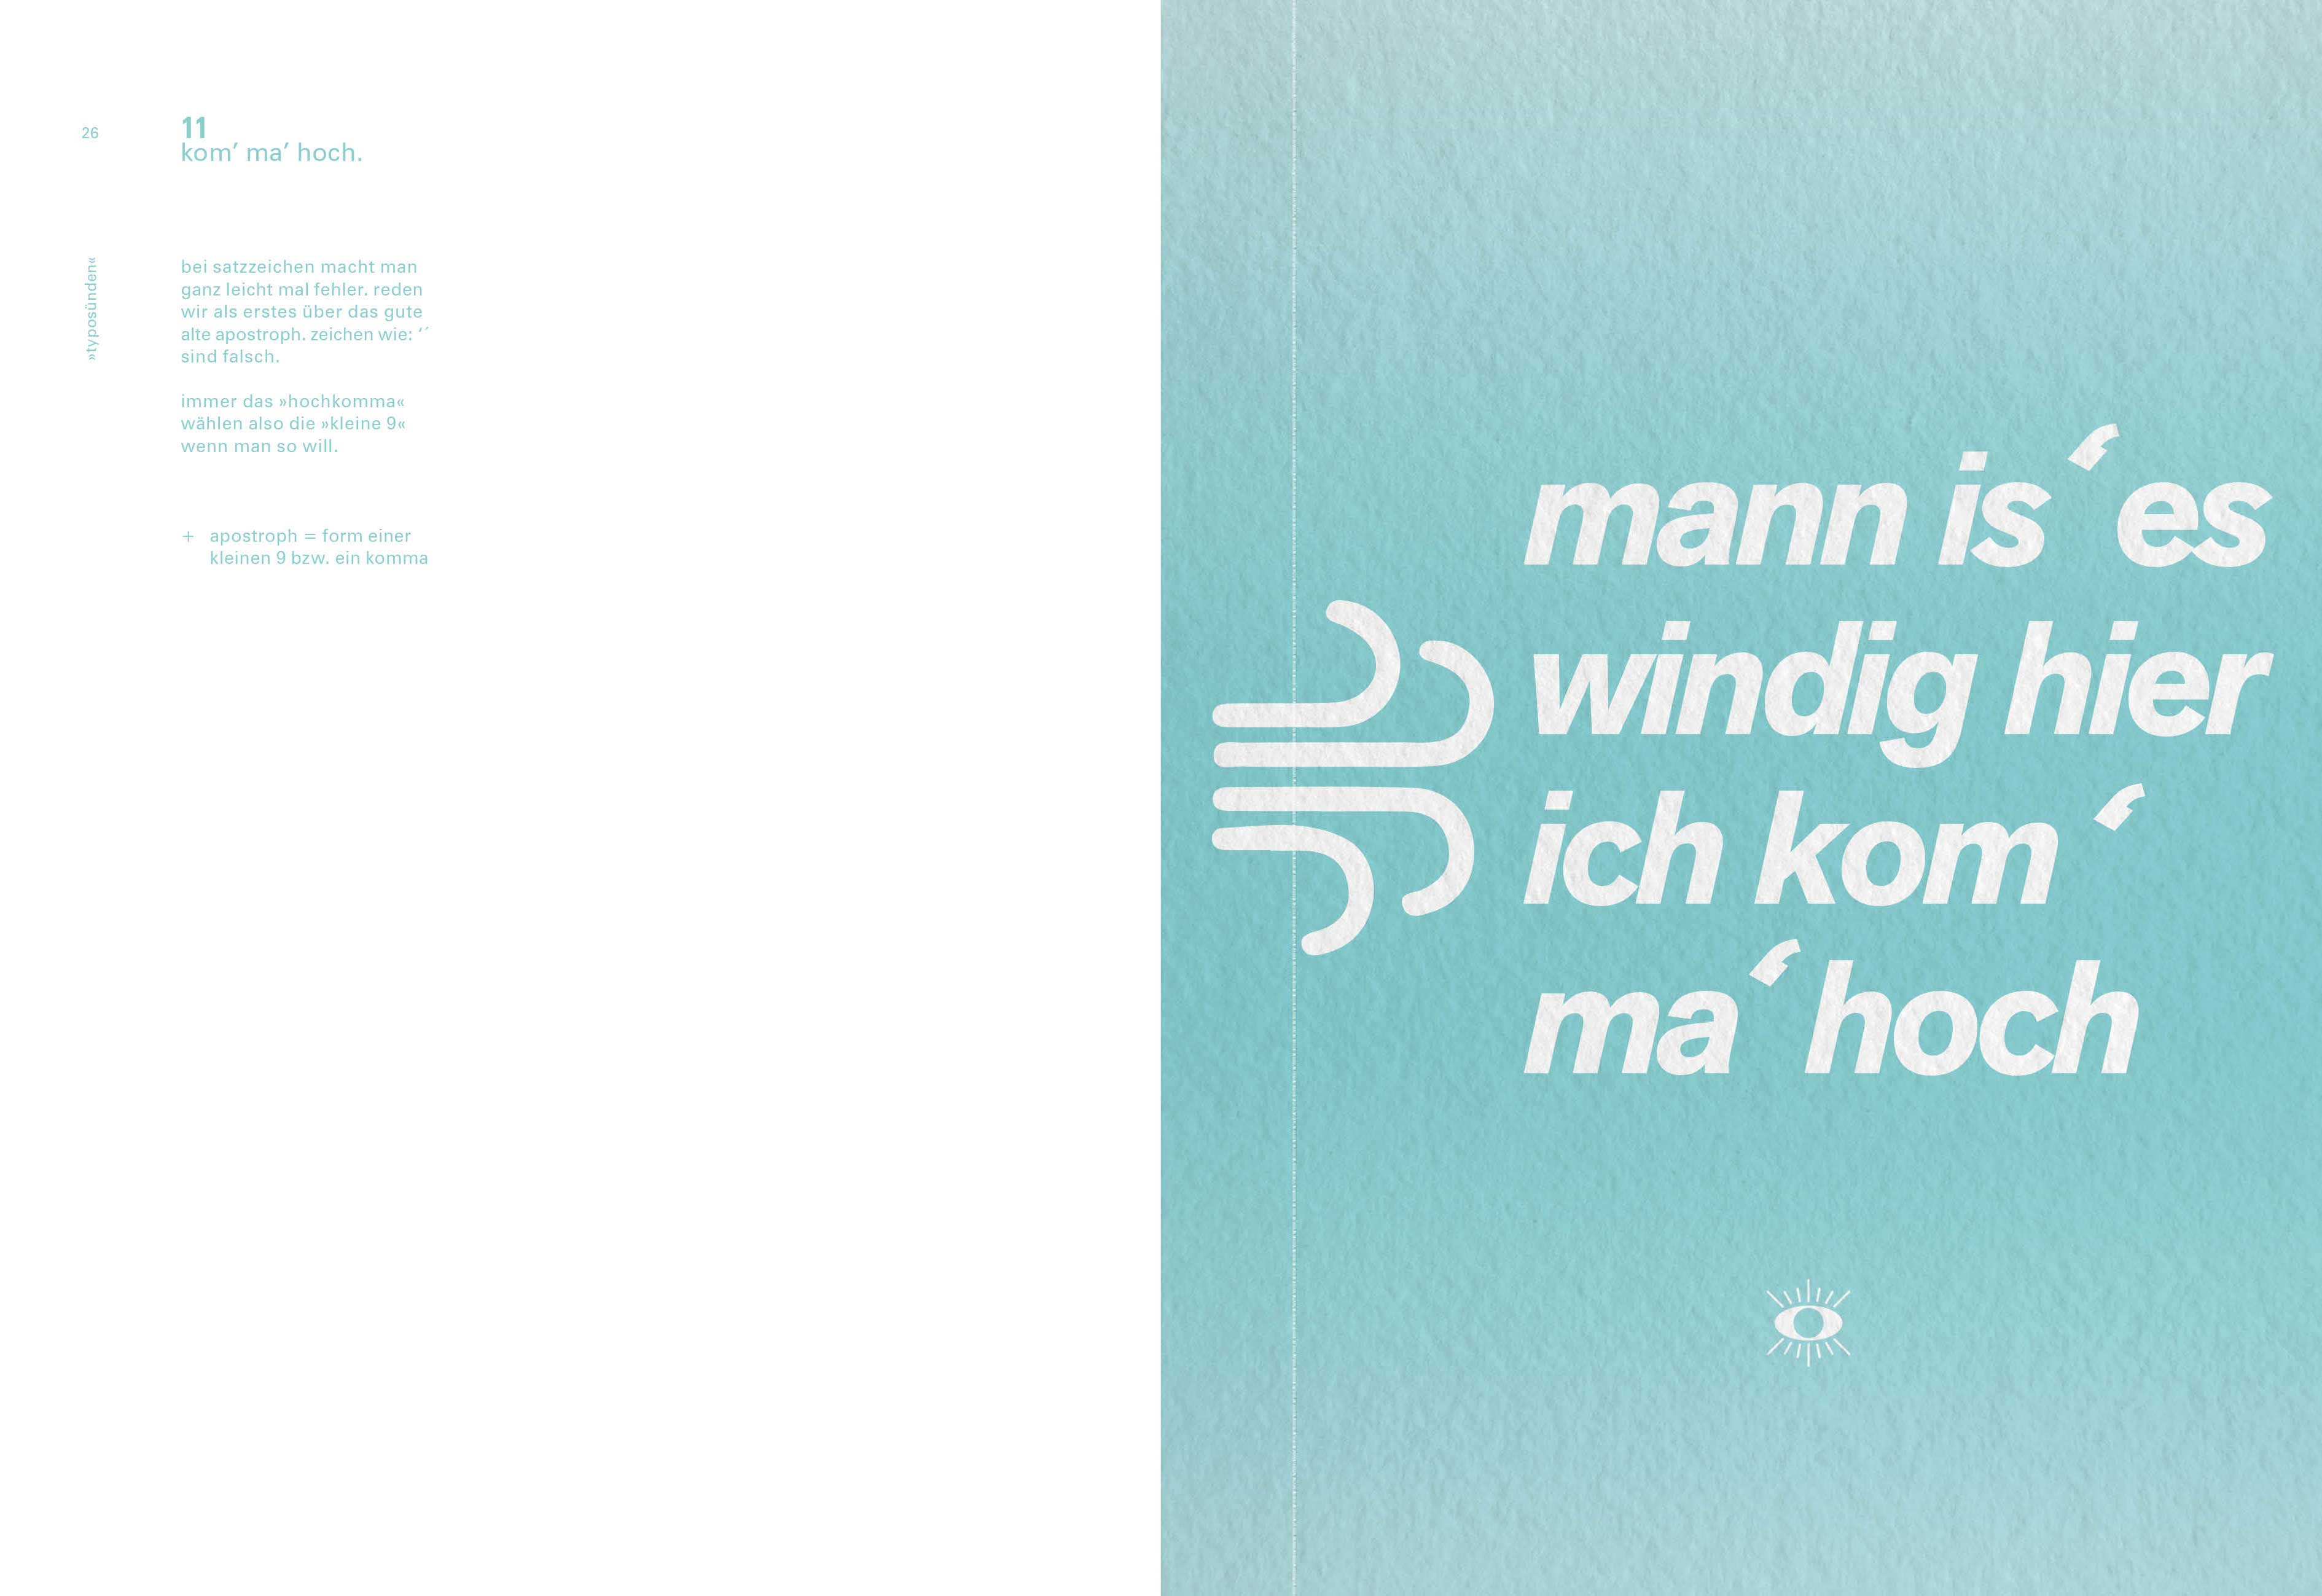 26
11
kom’ ma’ hoch.
»typosünden«
bei satzzeichen macht man
ganz leicht mal fehler. reden
wir als erstes über das gute
alte apostroph. zeichen wie: ‘´
sind falsch.
immer das »hochkomma«
wählen also die »kleine 9«
wenn man so will.
+ apostroph = form einer
kleinen 9 bzw. ein komma
mann is‘es
windig hier
ich kom‘
ma‘hoch